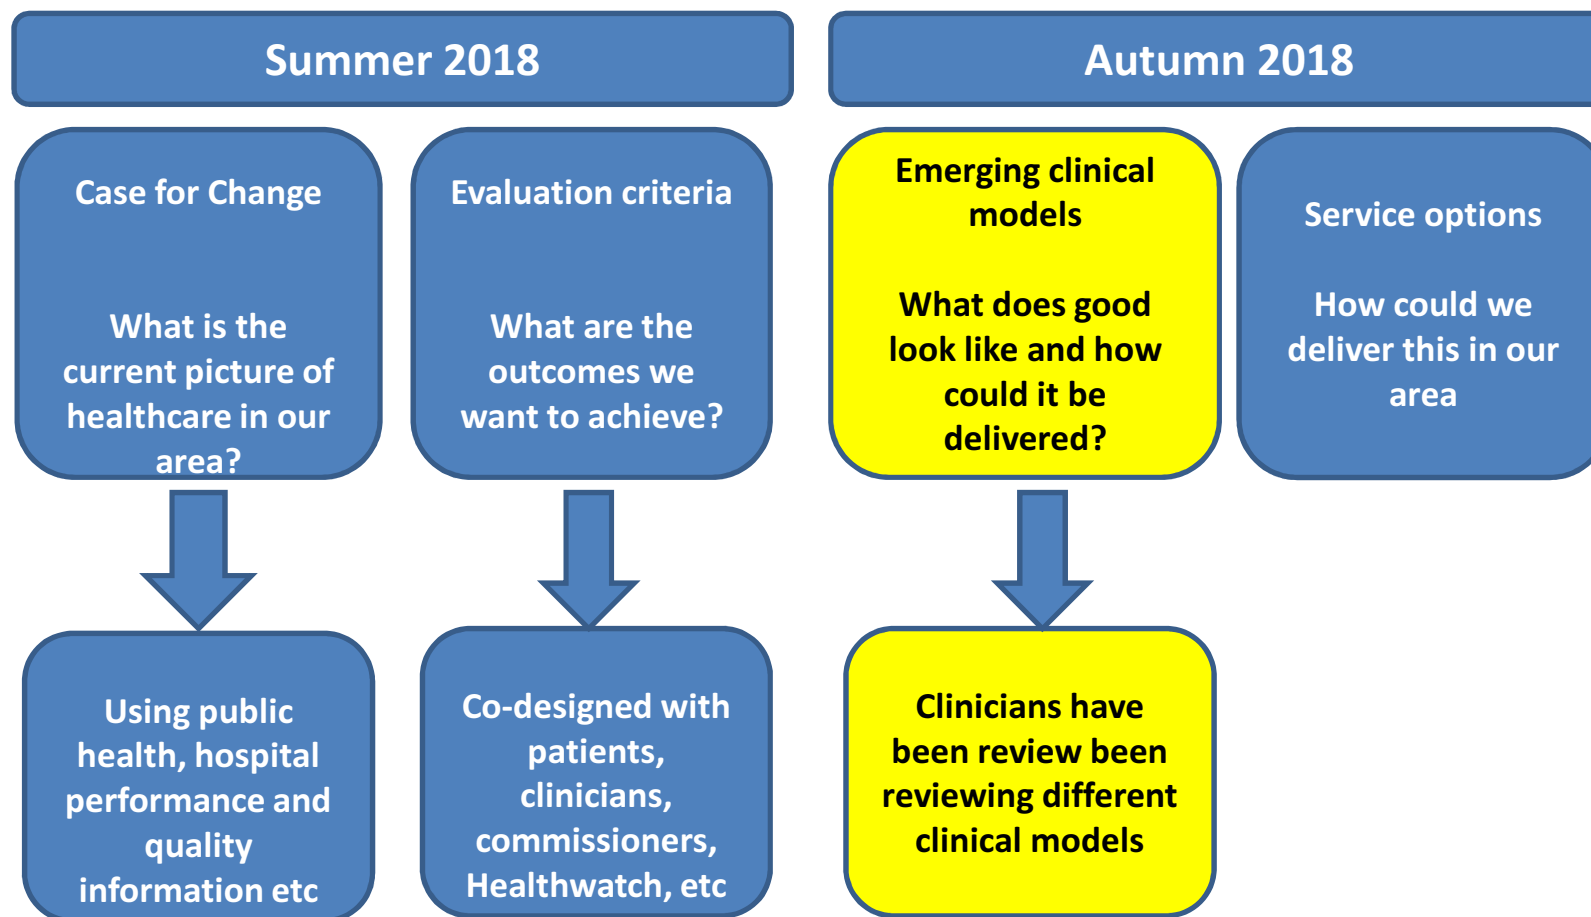 Summer 2018
Autumn 2018
Case for Change
What is the
current picture of
healthcare in our
area?
Evaluation criteria
What are the
outcomes we
want to achieve?
Emerging clinical
models
What does good
look like and how
could it be
delivered?
Service options
How could we
deliver this in our
area
Using public
health, hospital
performance and
quality
information etc
Co-designed with
patients,
clinicians,
commissioners,
Healthwatch, etc
Clinicians have
been review been
reviewing different
clinical models